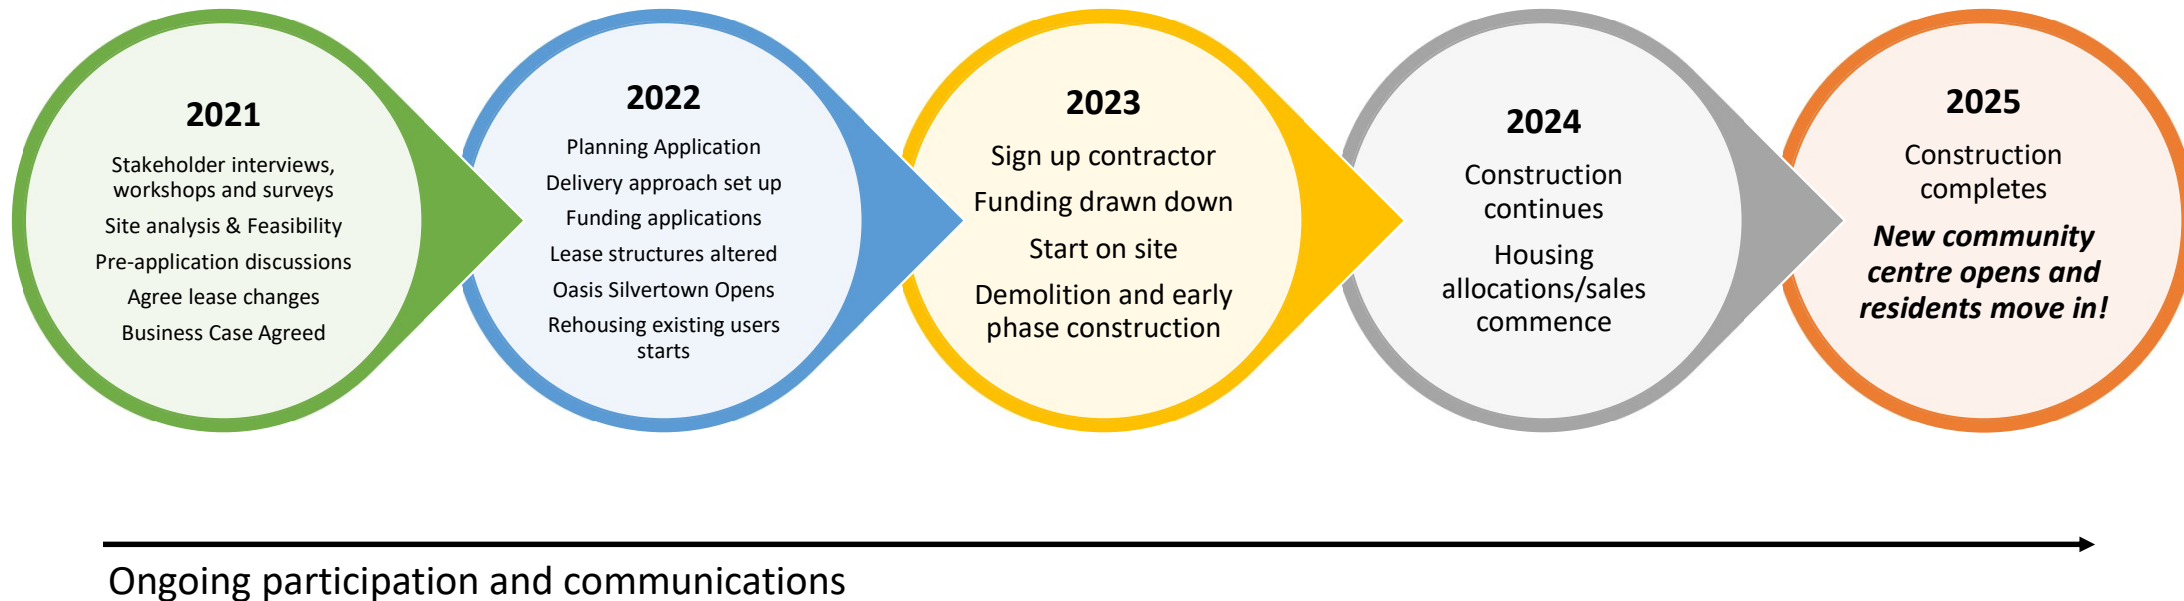 2021
Stakeholder interviews,
workshops and surveys
Site analysis & Feasibility
Pre-application discussions
Agree lease changes
Business Case Agreed
2022
Planning Application
Delivery approach set up
Funding applications
Lease structures altered
Oasis Silvertown Opens
Rehousing existing users
starts
2023
Sign up contractor
Funding drawn down
Start on site
Demolition and early
phase construction
2024
Construction
continues
Housing
allocations/sales
commence
2025
Construction
completes
New community
centre opens and
residents move in!
Ongoing participation and communications